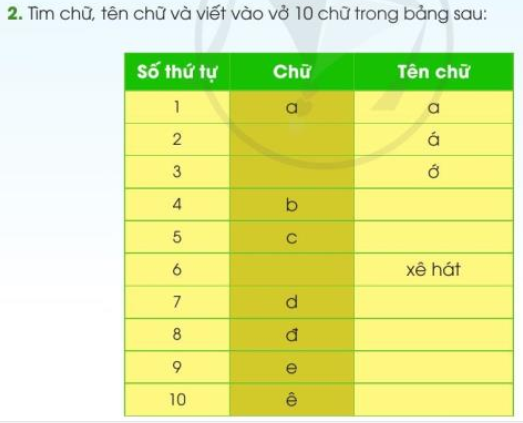 2. Tìm chữ, tên chữ và viết vào vở 10 chữ trong bảng sau:
Số thứ tự Chữ Tên chữ
1 a a
2 á
3 ớ
4 b
5 c
6 xê hát
7 d
8 đ
9 e
10 ê